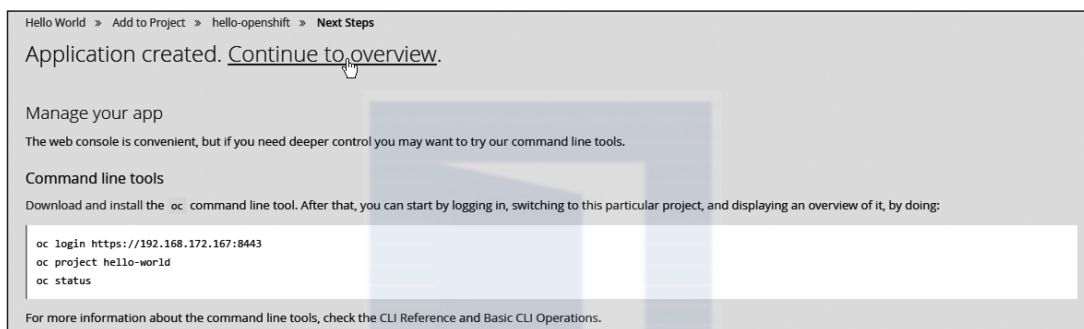 Hello World » Add to Project » hello-openshift » Next Steps
Application created. Continue to overview.
Manage your app
The web console is convenient, but if you need deeper control you may want to try our command line tools.
Command line tools
Download and install the oc command line tool. After that, you can start by logging in, switching to this particular project, and displaying an overview of it, by doing:
oc login https://192.168.172.167:8443
oc project hello-world
oc status
For more information about the command line tools, check the CLI Reference and Basic CLI Operations.